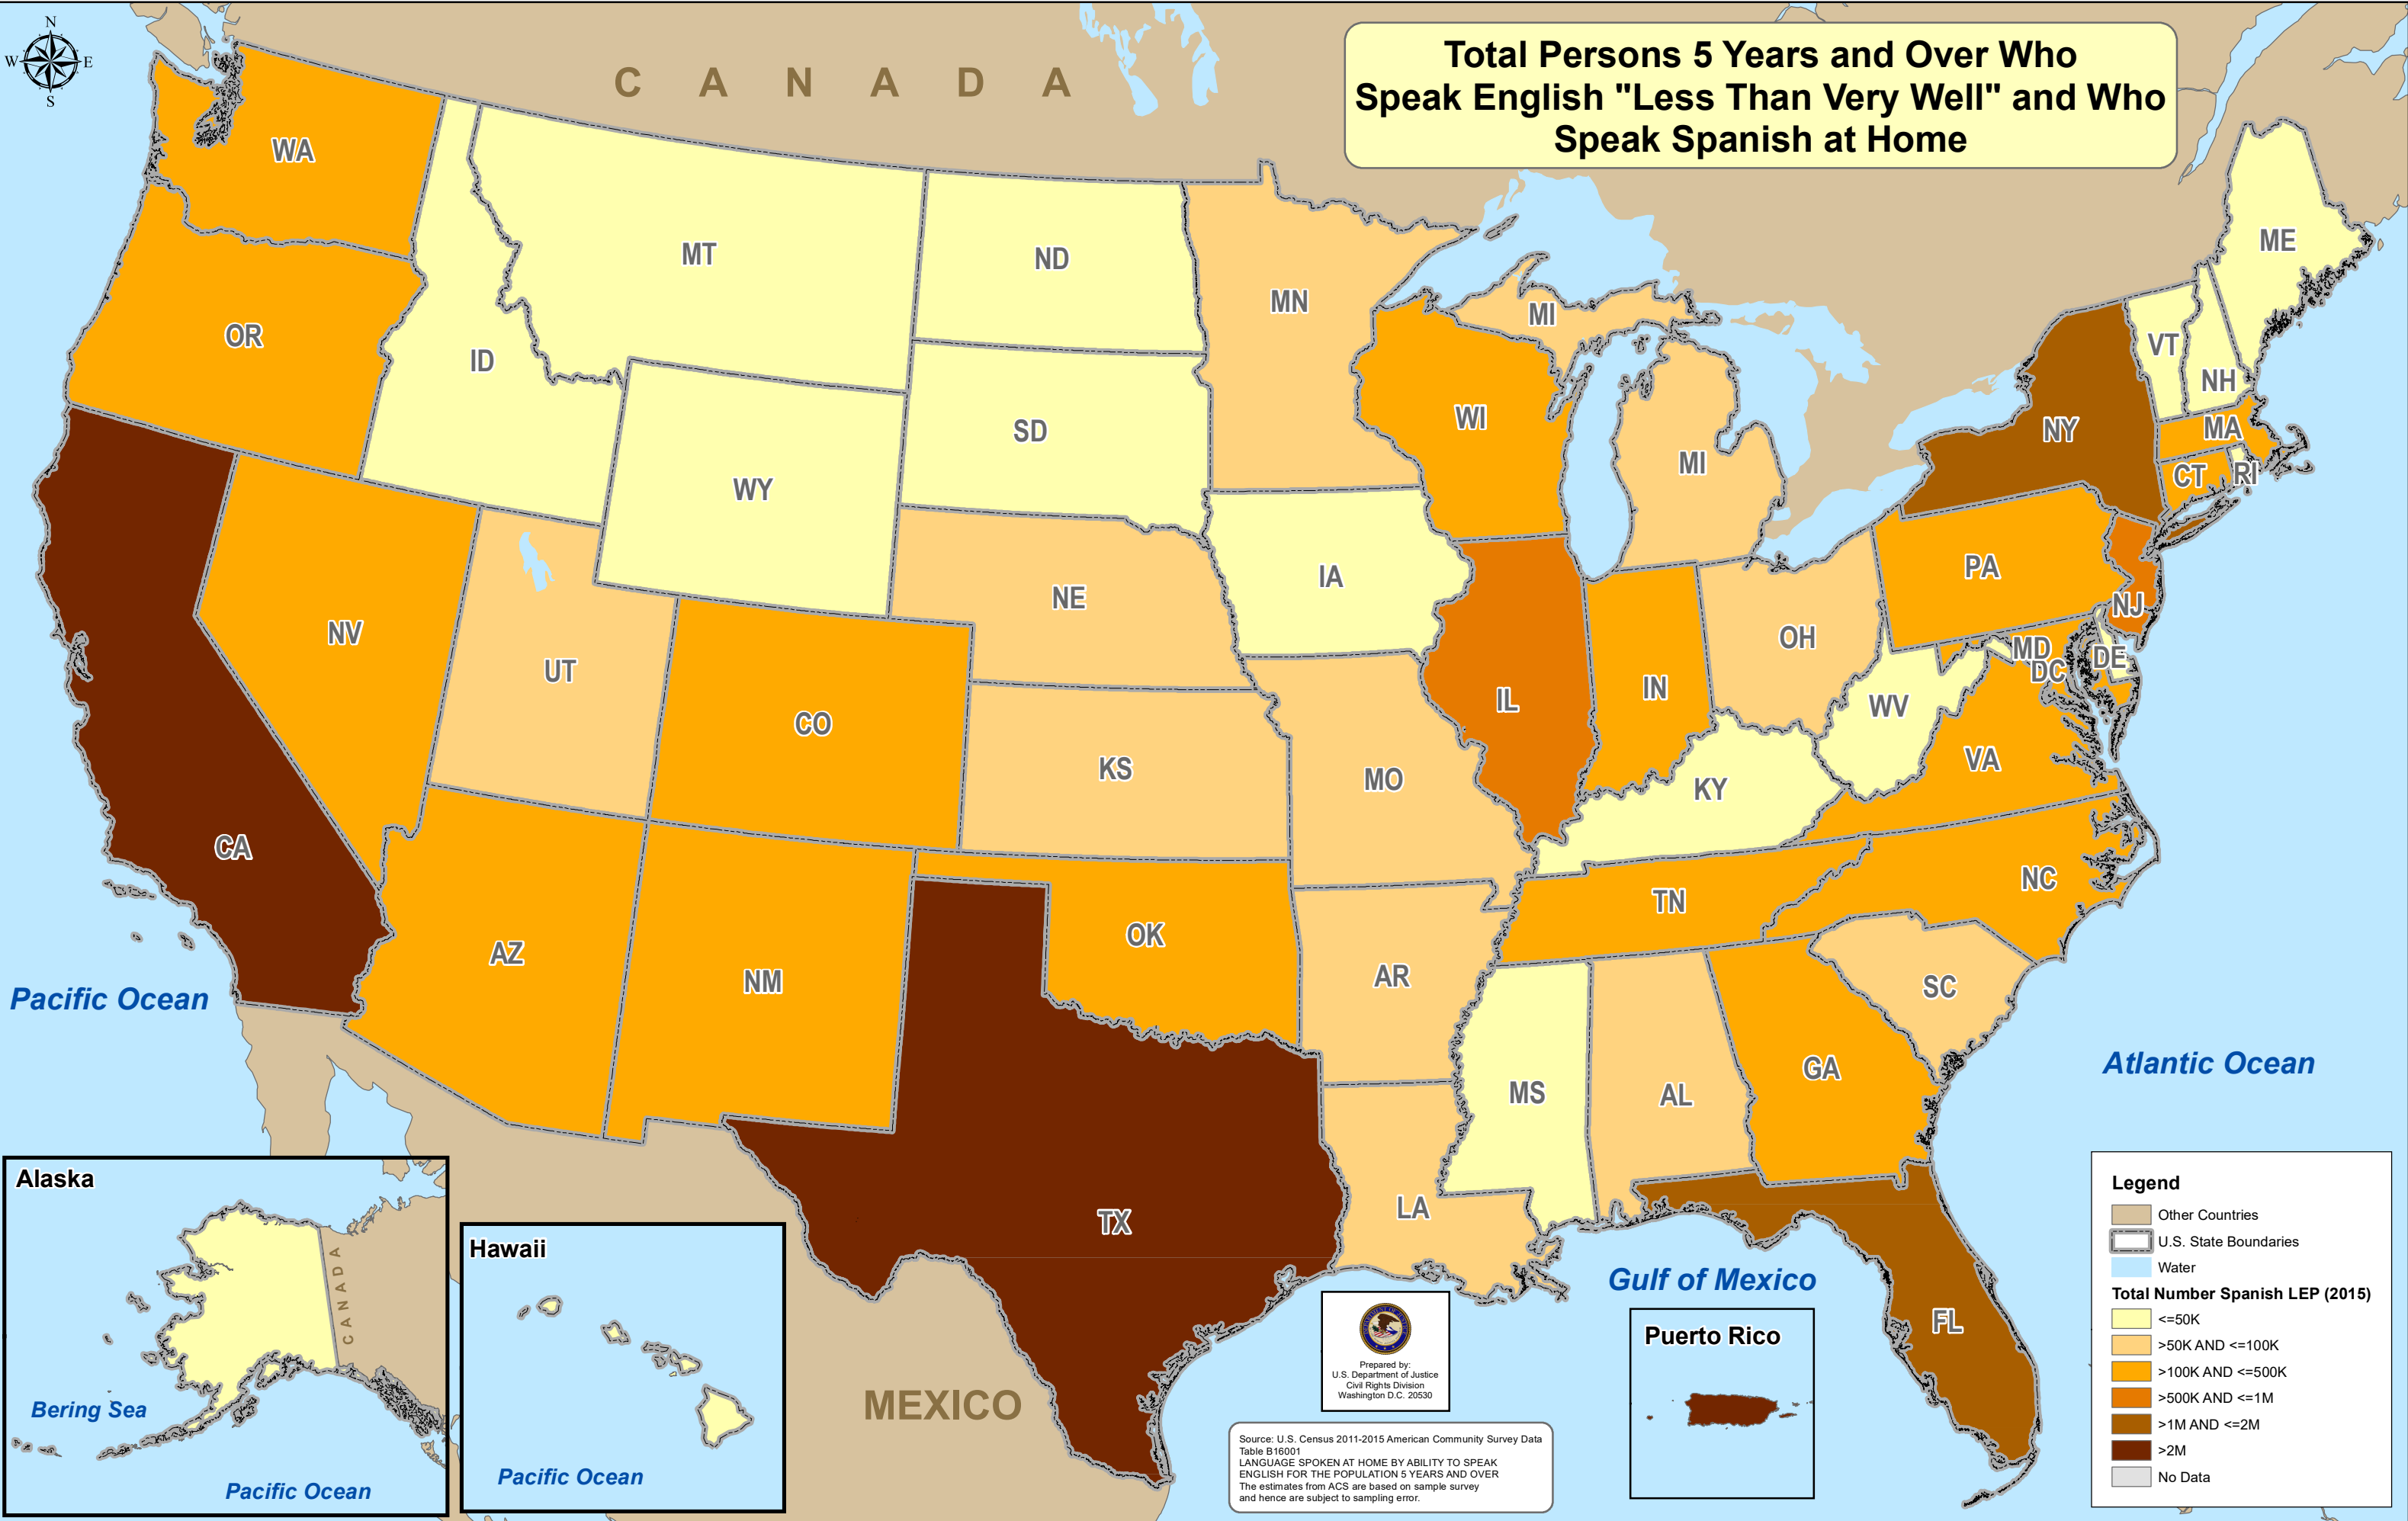 N
W E
S
C A N A D A
Total Persons 5 Years and Over Who
Speak English "Less Than Very Well" and Who
Speak Spanish at Home
WA
MT
ND
MN
ME
OR
ID
MI
VT
NH
SD
WI
NY
MA
WY
MI
CT
RI
NE
IA
PA
NV
UT
OH
NJ
MD
DC
DE
CO
IL
IN
WV
KS
MO
KY
VA
CA
TN
NC
AZ
NM
OK
AR
SC
Pacific Ocean
MS
AL
GA
Atlantic Ocean
TX
LA
FL
Gulf of Mexico
MEXICO
Alaska
CANADA
Bering Sea
Pacific Ocean
Hawaii
Pacific Ocean
DEPARTMENT OF JUSTICE
Prepared by:
U.S. Department of Justice
Civil Rights Division
Washington D.C. 20530
Source: U.S. Census 2011-2015 American Community Survey Data
Table B16001
LANGUAGE SPOKEN AT HOME BY ABILITY TO SPEAK
ENGLISH FOR THE POPULATION 5 YEARS AND OVER
The estimates from ACS are based on sample survey
and hence are subject to sampling error.
Puerto Rico
Legend
Other Countries
U.S. State Boundaries
Water
Total Number Spanish LEP (2015)
<=50K
>50K AND <=100K
>100K AND <=500K
>500K AND <=1M
>1M AND <=2M
>2M
No Data